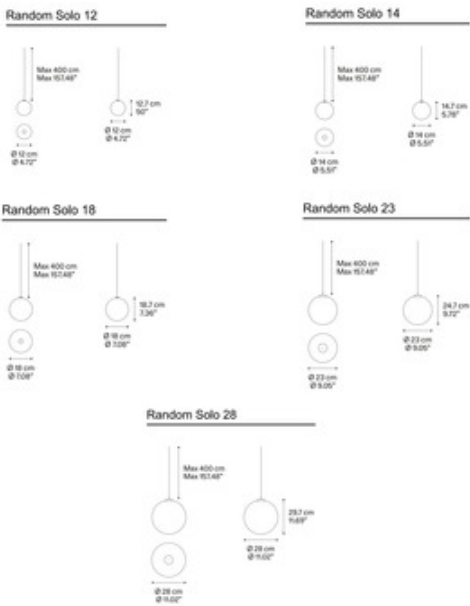 Random Solo 12
Max 400 cm
Max 157.48"
12.7 cm
Ø 12 cm
Ø 4.72"
Ø 12 cm
Ø 4.72"
Random Solo 14
Max 400 cm
Max 157.48"
14.7 cm
5.78"
Ø 14 cm
Ø 5.51"
Ø 14 cm
Ø 5.51"
Random Solo 18
Max 400 cm
Max 157.48"
18.7 cm
7.36"
Ø 18 cm
Ø 7.08"
Ø 18 cm
Ø 7.08"
Random Solo 23
Max 400 cm
Max 157.48"
24.7 cm
9.72"
Ø 23 cm
Ø 9.05"
Ø 23 cm
Ø 9.05"
Random Solo 28
Max 400 cm
Max 157.48"
29.7 cm
11.69"
Ø 28 cm
Ø 11.02"
Ø 28 cm
Ø 11.02"